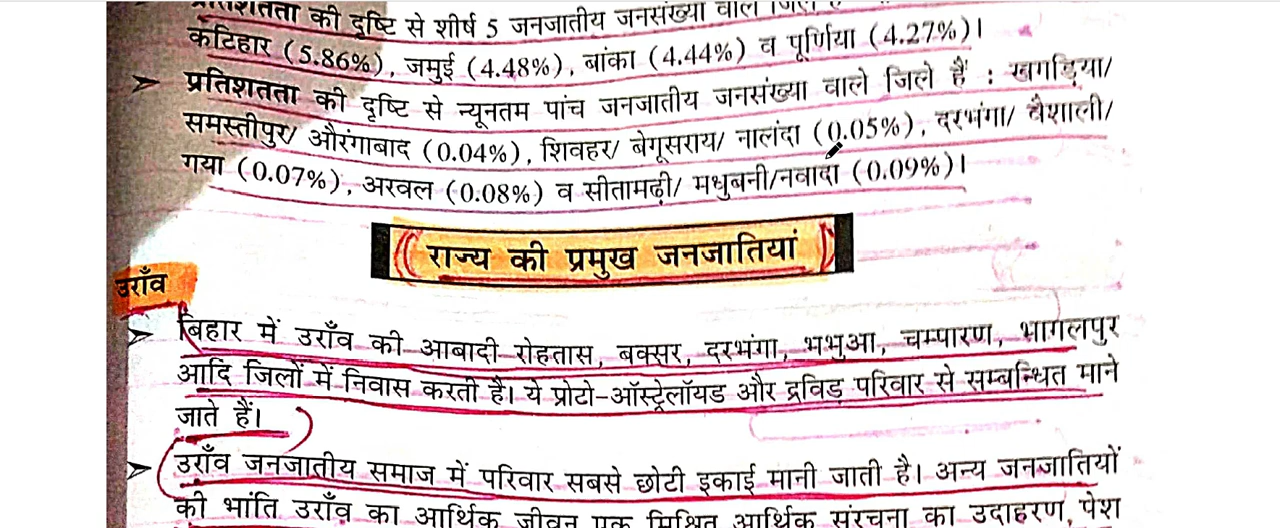 प्रतिशतता की दृष्टि से शीर्ष 5 जनजातीय जनसंख्या वाले जिले हैं
कटिहार (5.86%), जमुई (4.48%), बांका (4.44%) व पूर्णिया (4.27%)।
➢ प्रतिशतता की दृष्टि से न्यूनतम पांच जनजातीय जनसंख्या वाले जिले हैं : खगड़िया/
समस्तीपुर/ औरंगाबाद (0.04%), शिवहर/ बेगूसराय/ नालंदा (0.05%), दरभंगा/ वैशाली/
गया (0.07%), अरवल (0.08%) व सीतामढ़ी/ मधुबनी/नवादा (0.09%)।
राज्य की प्रमुख जनजातियां
उराँव
➢ बिहार में उराँव की आबादी रोहतास, बक्सर, दरभंगा, भभुआ, चम्पारण, भागलपुर
आदि जिलों में निवास करती है। ये प्रोटो-ऑस्ट्रेलॉयड और द्रविड़ परिवार से सम्बन्धित माने
जाते हैं।
➢ उराँव जनजातीय समाज में परिवार सबसे छोटी इकाई मानी जाती है। अन्य जनजातियों
की भांति उराँव का आर्थिक जीवन एक मिश्रित आर्थिक संरचना का उदाहरण, पेश